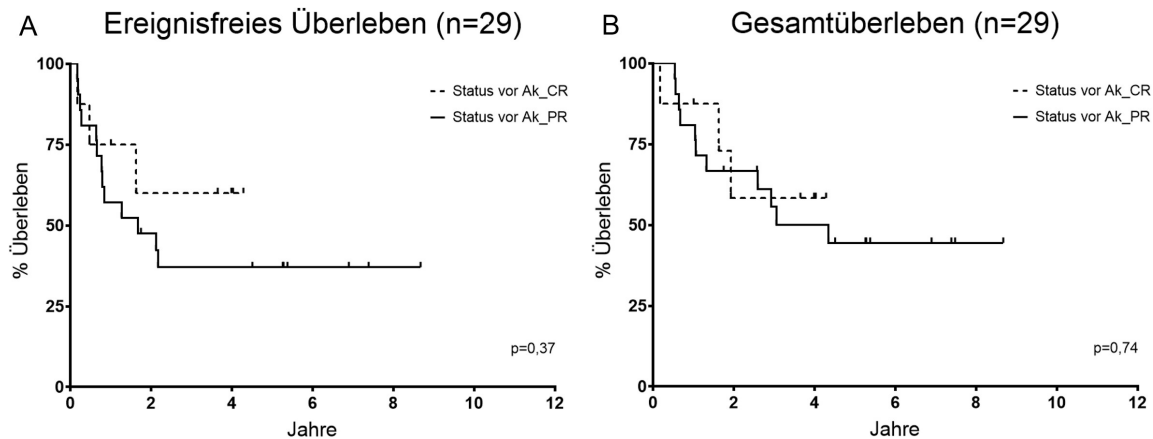 A Ereignisfreies Überleben (n=29)
100
75
50
25
0
% Überleben
Status vor Ak_CR
Status vor Ak_PR
p=0,37
0 2 4 6 8 10 12
Jahre
B Gesamtüberleben (n=29)
100
75
50
25
0
% Überleben
Status vor Ak_CR
Status vor Ak_PR
p=0,74
0 2 4 6 8 10 12
Jahre